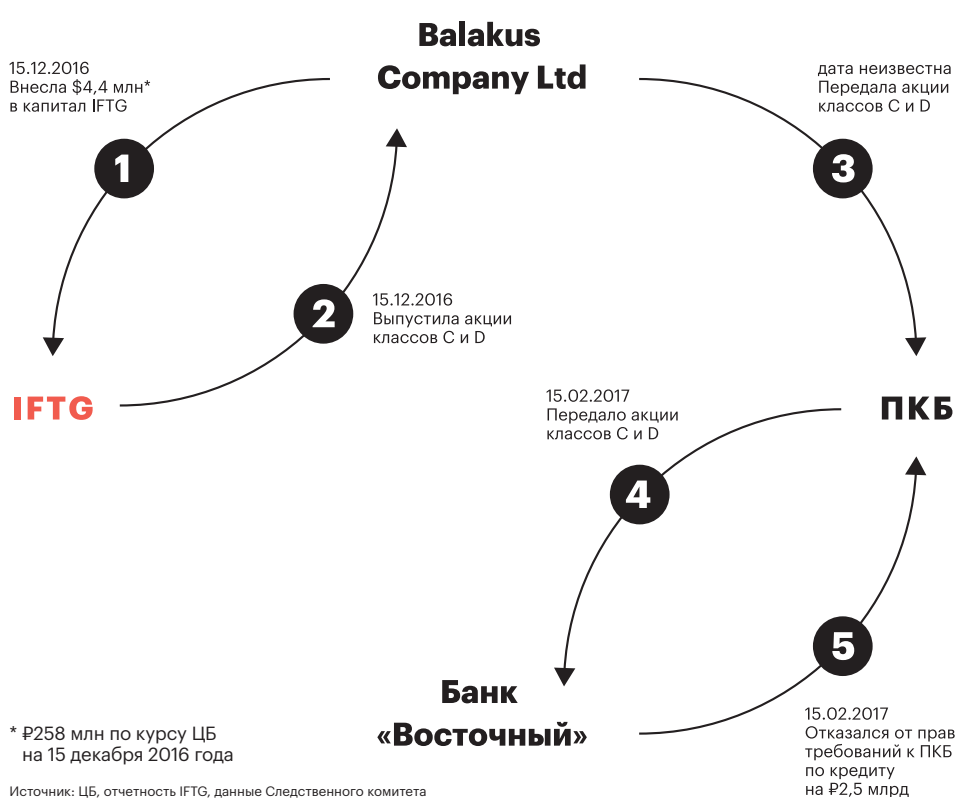 Balakus
Company Ltd
15.12.2016
Внесла $4,4 млн*
в капитал IFTG
1
дата неизвестна
Передала акции
классов C и D
3
2
15.12.2016
Выпустила акции
классов C и D
IFTG
15.02.2017
Передало акции
классов C и D
ПКБ
4
5
Банк
«Восточный»
15.02.2017
Отказался от прав
требований к ПКБ
по кредиту
на ₽2,5 млрд
* ₽258 млн по курсу ЦБ
на 15 декабря 2016 года
Источник: ЦБ, отчетность IFTG, данные Следственного комитета